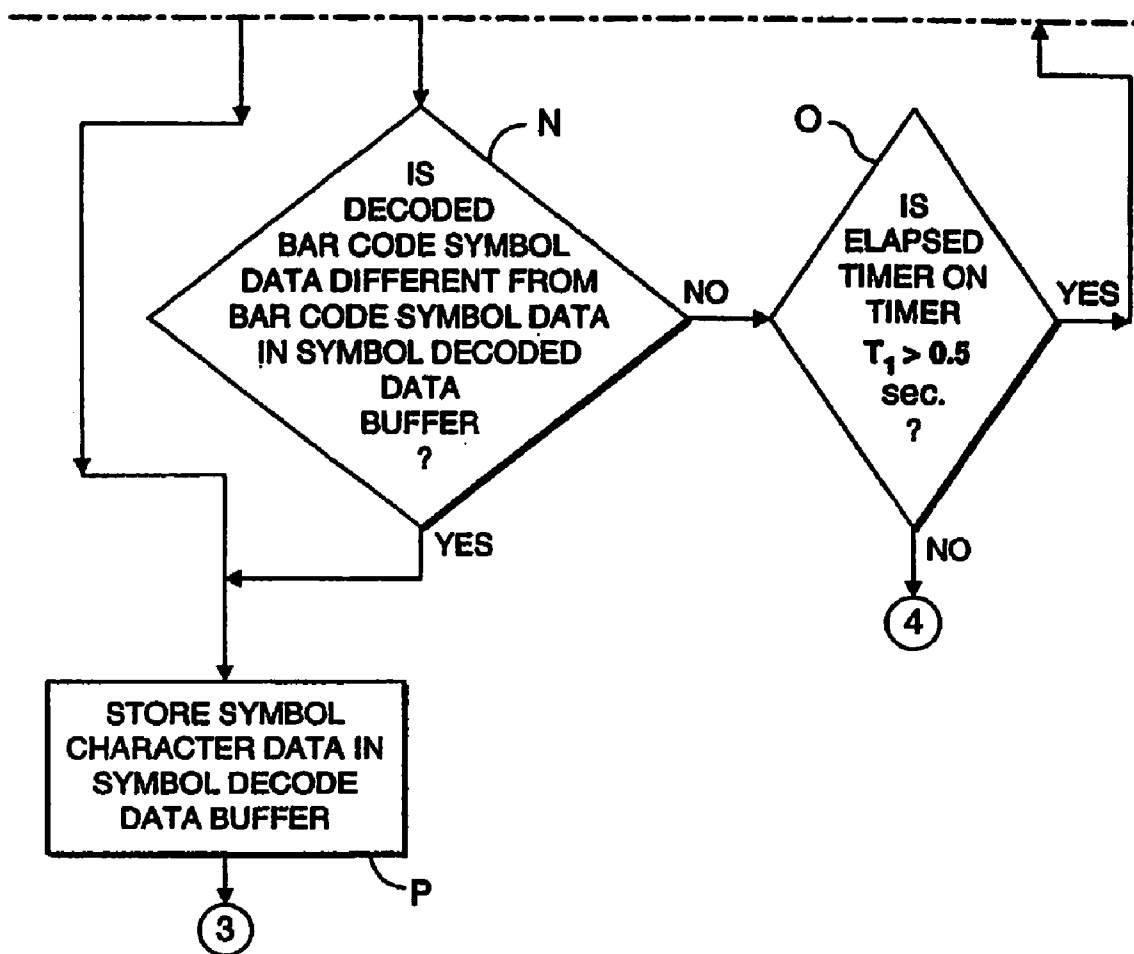 N
IS
DECODED
BAR CODE SYMBOL
DATA DIFFERENT FROM
BAR CODE SYMBOL DATA
IN SYMBOL DECODED
DATA
BUFFER
?
NO
YES
O
IS
ELAPSED
TIMER ON
TIMER
T₁ > 0.5
sec.
?
YES
NO
4
STORE SYMBOL
CHARACTER DATA IN
SYMBOL DECODE
DATA BUFFER
P
3